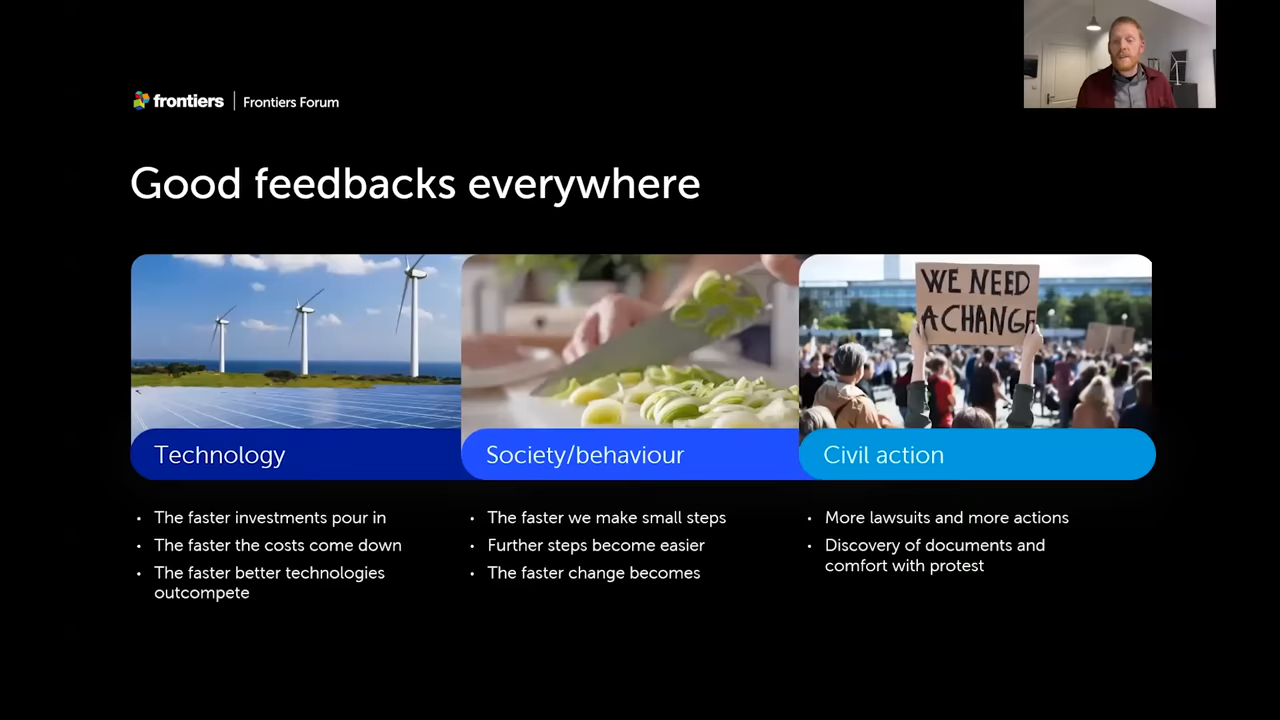 frontiers | Frontiers Forum
Good feedbacks everywhere
WE NEED
A CHANGE
Technology
Society/behaviour
Civil action
• The faster investments pour in
• The faster the costs come down
• The faster better technologies
outcompete
• The faster we make small steps
• Further steps become easier
• The faster change becomes
• More lawsuits and more actions
• Discovery of documents and
comfort with protest